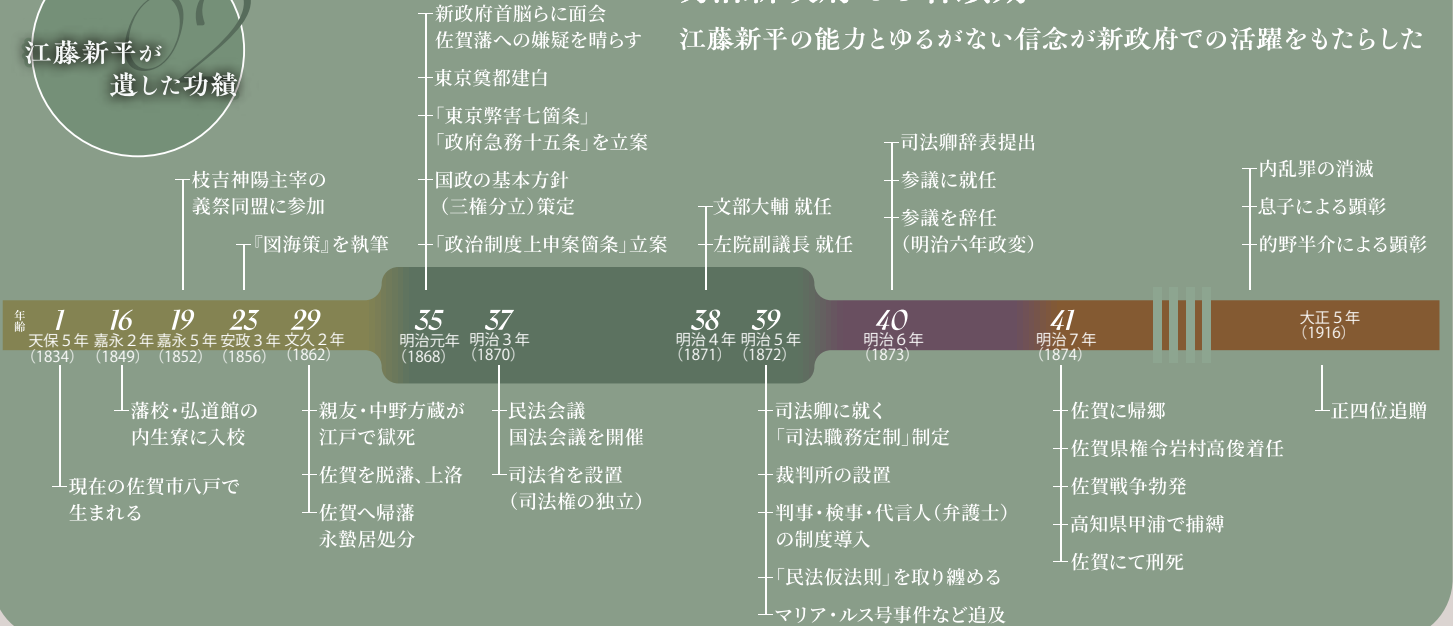 江藤新平が
遺した功績
江藤新平の能力とゆるがない信念が新政府での活躍をもたらした
新政府首脳らに面会
佐賀藩への嫌疑を晴らす
東京奠都建白
「東京弊害七箇条」
「政府急務十五条」を立案
国政の基本方針
（三権分立）策定
「政治制度上申案箇条」立案
枝吉神陽主宰の
義祭同盟に参加
『図海策』を執筆
文部大輔 就任
左院副議長 就任
司法卿辞表提出
参議に就任
参議を辞任
（明治六年政変）
内乱罪の消滅
息子による顕彰
的野半介による顕彰
年齢
1
天保５年
（1834）
16
嘉永２年
（1849）
19
嘉永５年
（1852）
23
安政３年
（1856）
29
文久２年
（1862）
35
明治元年
（1868）
37
明治３年
（1870）
38
明治４年
（1871）
39
明治５年
（1872）
40
明治６年
（1873）
41
明治７年
（1874）
大正５年
（1916）
現在の佐賀市八戸で
生まれる
藩校・弘道館の
内生寮に入校
親友・中野方蔵が
江戸で獄死
佐賀を脱藩、上洛
佐賀へ帰藩
永蟄居処分
民法会議
国法会議を開催
司法省を設置
（司法権の独立）
司法卿に就く
「司法職務定制」制定
裁判所の設置
判事・検事・代言人（弁護士）
の制度導入
「民法仮法則」を取り纏める
マリア・ルス号事件など追及
佐賀に帰郷
佐賀県権令岩村高俊着任
佐賀戦争勃発
高知県甲浦で捕縛
佐賀にて刑死
正四位追贈